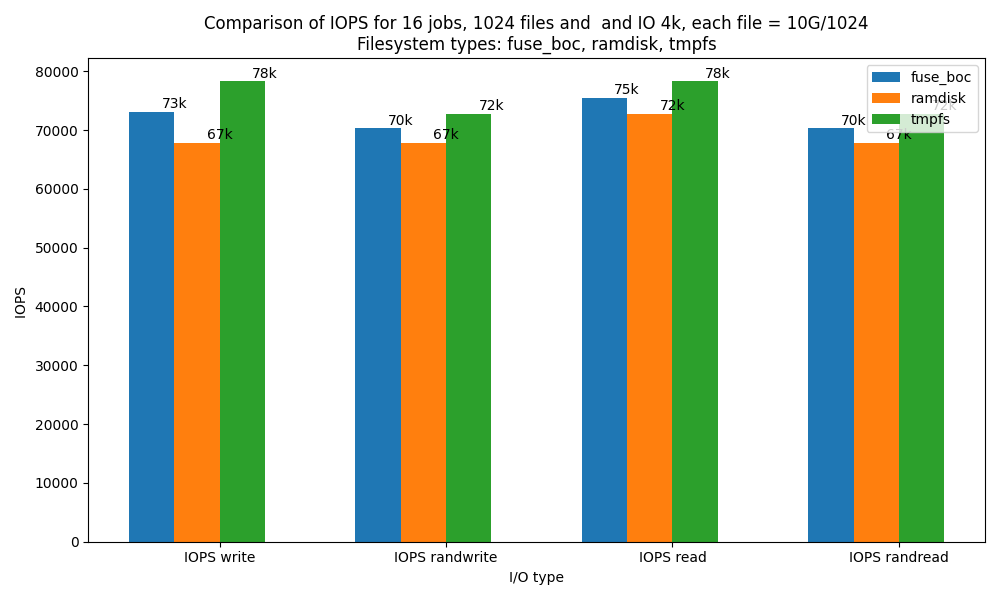 Comparison of IOPS for 16 jobs, 1024 files and  and IO 4k, each file = 10G/1024
Filesystem types: fuse_boc, ramdisk, tmpfs
IOPS
80000
70000
60000
50000
40000
30000
20000
10000
0
73k
67k
78k
70k
67k
72k
75k
72k
78k
70k
67k
72k
fuse_boc
ramdisk
tmpfs
IOPS write
IOPS randwrite
IOPS read
IOPS randread
I/O type